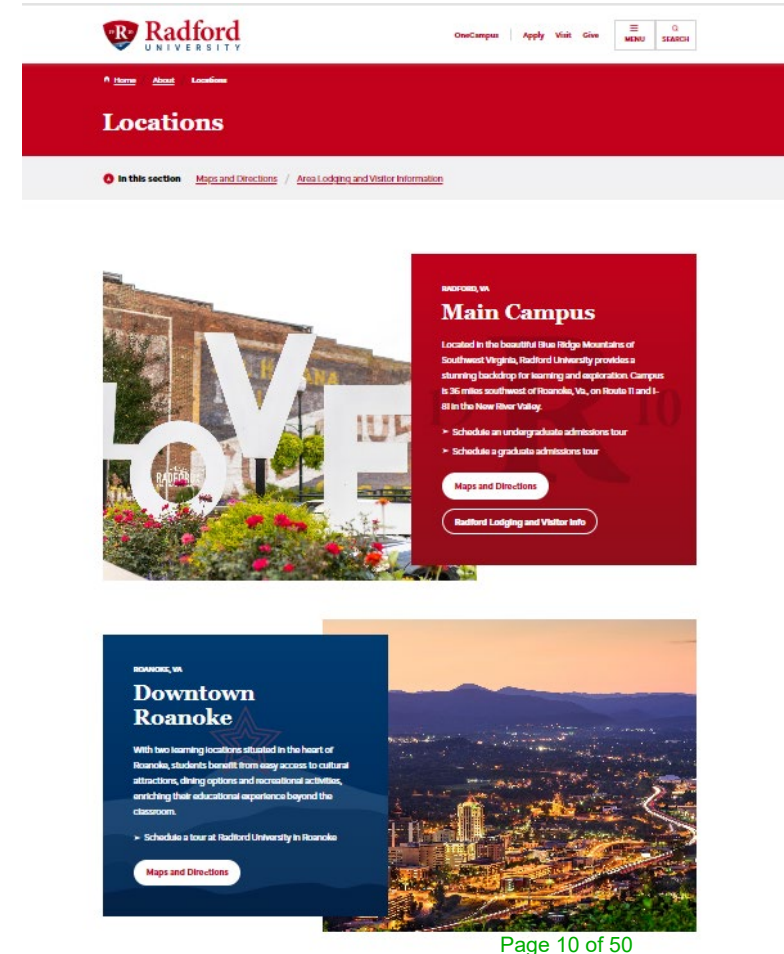 R Radford
UNIVERSITY
OneCampus Apply Visit Give MENU SEARCH
Home About Locations
Locations
In this section Maps and Directions / Area Lodging and Visitor Information
RADFORD, VA
Main Campus
Located in the beautiful Blue Ridge Mountains of
Southwest Virginia, Radford University provides a
stunning backdrop for learning and exploration. Campus
is 36 miles southwest of Roanoke, Va., on Route 11 and I-
81 in the New River Valley.
➢ Schedule an undergraduate admissions tour
➢ Schedule a graduate admissions tour
Maps and Directions
Radford Lodging and Visitor Info
LOVE
RADFORD
R 10
ROANOKE, VA
Downtown
Roanoke
With two learning locations situated in the heart of
Roanoke, students benefit from easy access to cultural
attractions, dining options and recreational activities,
enriching their educational experience beyond the
classroom.
➢ Schedule a tour at Radford University in Roanoke
Maps and Directions
Page 10 of 50